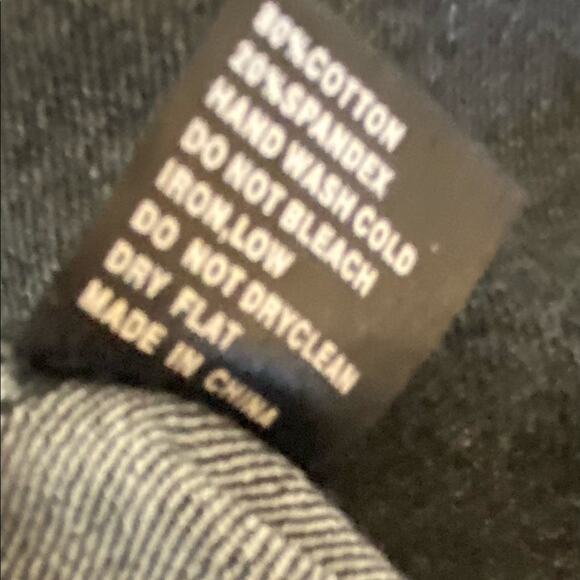 80%COTTON
20%SPANDEX
HAND WASH COLD
DO NOT BLEACH
IRON,LOW
DO NOT DRYCLEAN
DRY FLAT
MADE IN CHINA